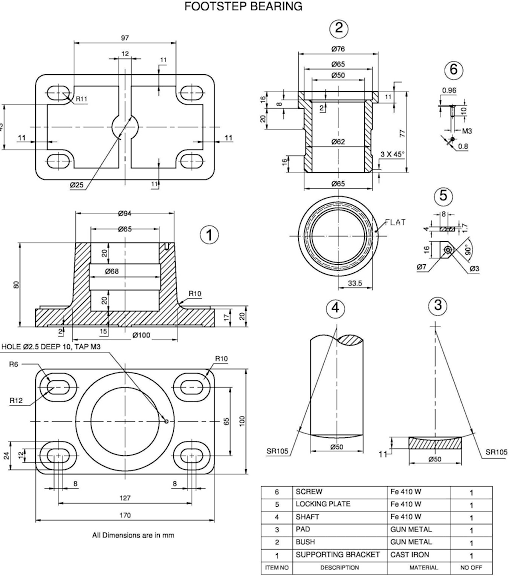 FOOTSTEP BEARING
97
12
11
R11
43
11
11
Ø25
11
2
Ø76
Ø65
Ø50
16
8
20
2
11
77
Ø62
16
3 X 45°
Ø65
6
0.96
10
M3
0.8
5
8
4
1.7
16
90°
Ø7
Ø3
FLAT
33.5
1
Ø94
Ø65
20
Ø68
80
20
R10
2
15
17
20
Ø100
HOLE Ø2.5 DEEP 10, TAP M3
R6
R10
R12
65
100
24
12
8
8
127
170
All Dimensions are in mm
4
3
SR105
Ø50
11
Ø50
SR105
6 SCREW Fe 410 W 1
5 LOCKING PLATE Fe 410 W 1
4 SHAFT Fe 410 W 1
3 PAD GUN METAL 1
2 BUSH GUN METAL 1
1 SUPPORTING BRACKET CAST IRON 1
ITEM NO DESCRIPTION MATERIAL NO OFF